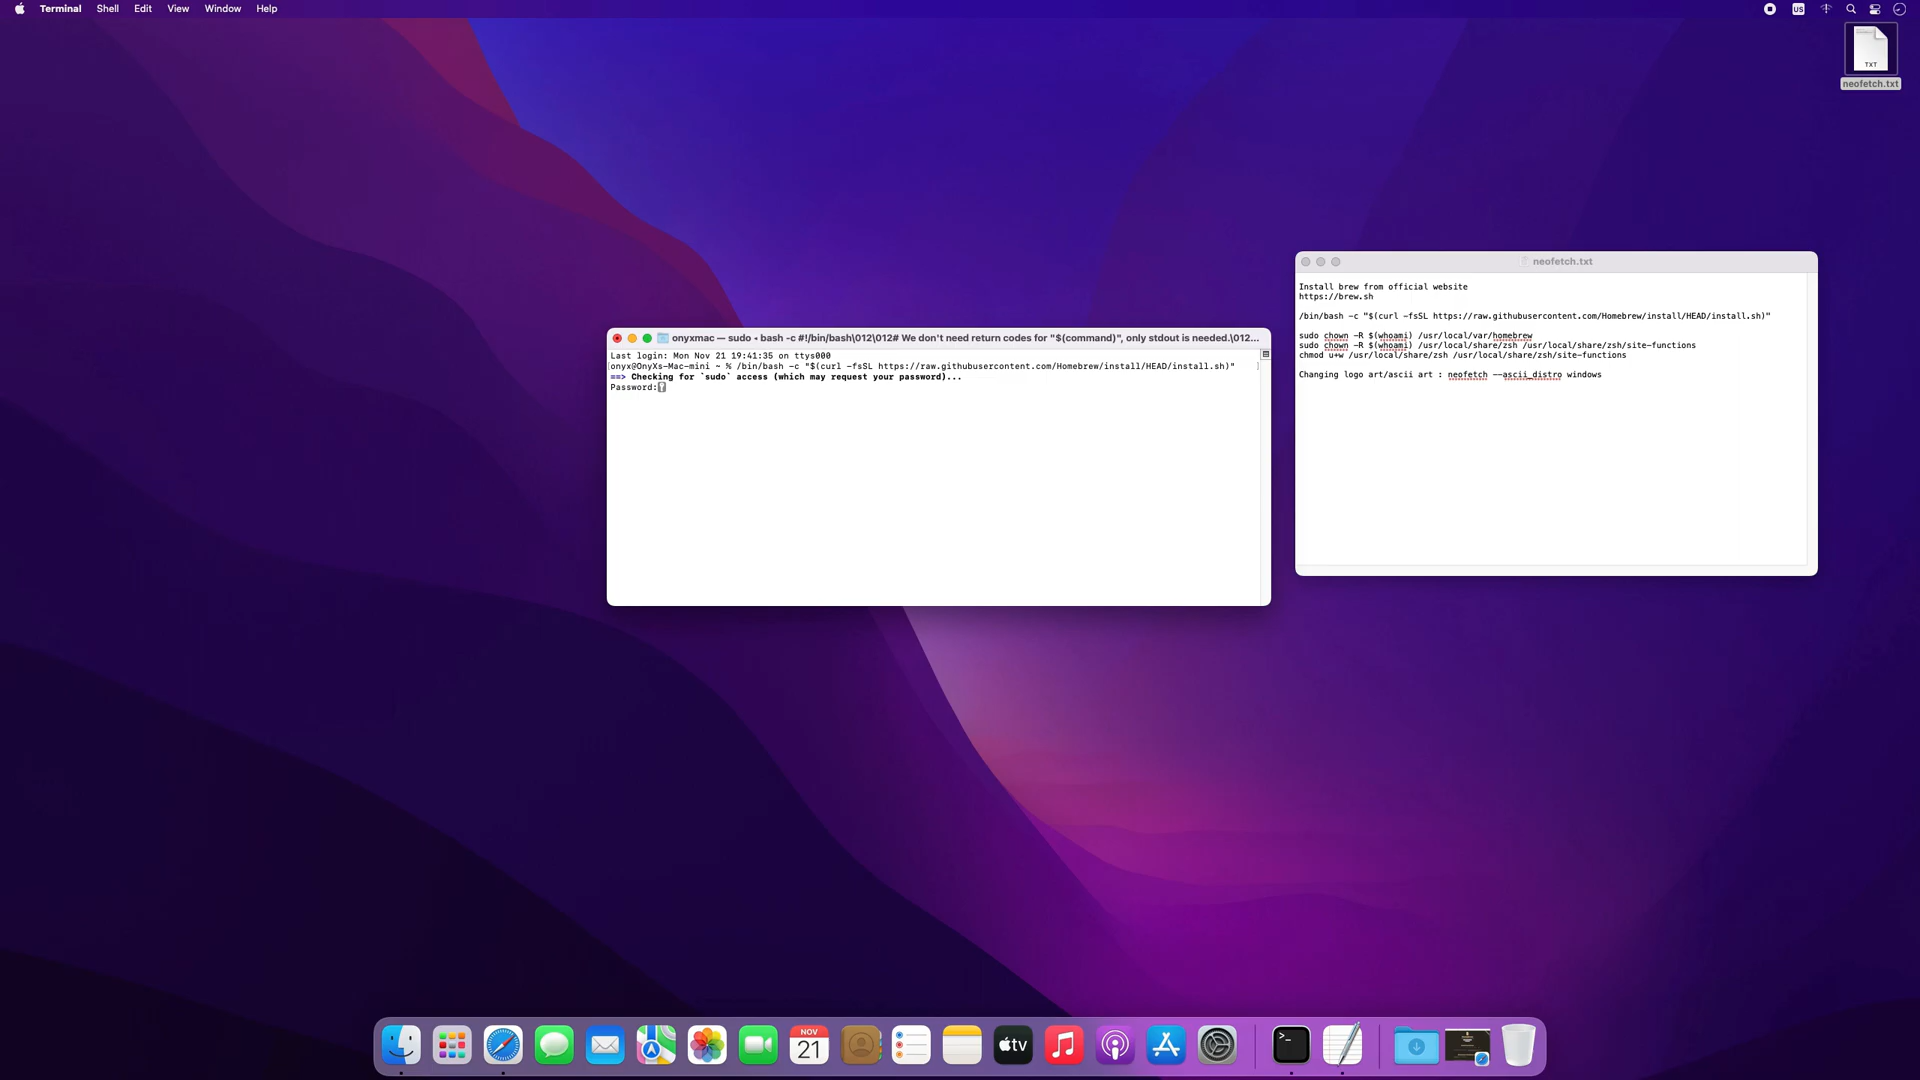 Terminal Shell Edit View Window Help
US
TXT
neofetch.txt
neofetch.txt
Install brew from official website
https://brew.sh
/bin/bash -c "$(curl -fsSL https://raw.githubusercontent.com/Homebrew/install/HEAD/install.sh)"
sudo chown -R $(whoami) /usr/local/var/homebrew
sudo chown -R $(whoami) /usr/local/share/zsh /usr/local/share/zsh/site-functions
chmod u+w /usr/local/share/zsh /usr/local/share/zsh/site-functions
Changing logo art/ascii art : neofetch --ascii_distro windows
onyxmac — sudo • bash -c #!/bin/bash\012\012# We don't need return codes for "$(command)", only stdout is needed.\012...
Last login: Mon Nov 21 19:41:35 on ttys000
[onyx@OnyXs-Mac-mini ~ % /bin/bash -c "$(curl -fsSL https://raw.githubusercontent.com/Homebrew/install/HEAD/install.sh)" ]
==> Checking for `sudo` access (which may request your password)...
Password:
NOV
21
tv
>_